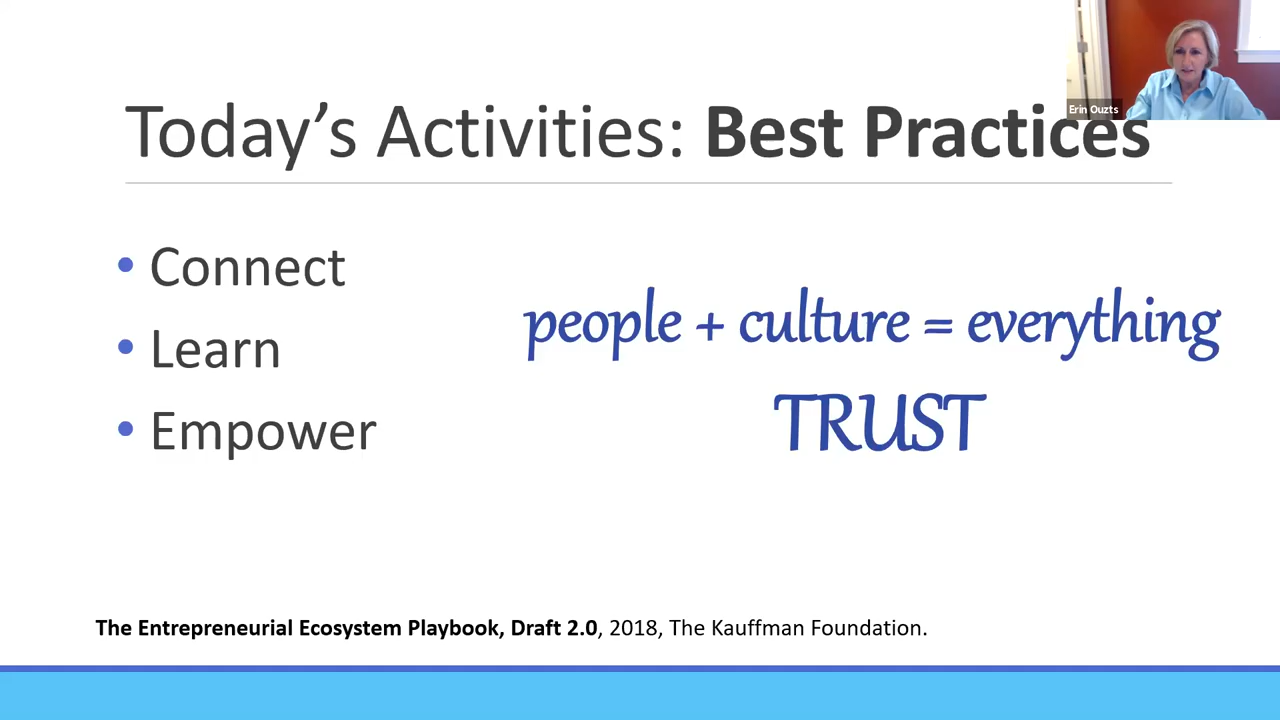 Erin Ouzts
Today's Activities: Best Practices
• Connect
• Learn
• Empower
people + culture = everything
TRUST
The Entrepreneurial Ecosystem Playbook, Draft 2.0, 2018, The Kauffman Foundation.